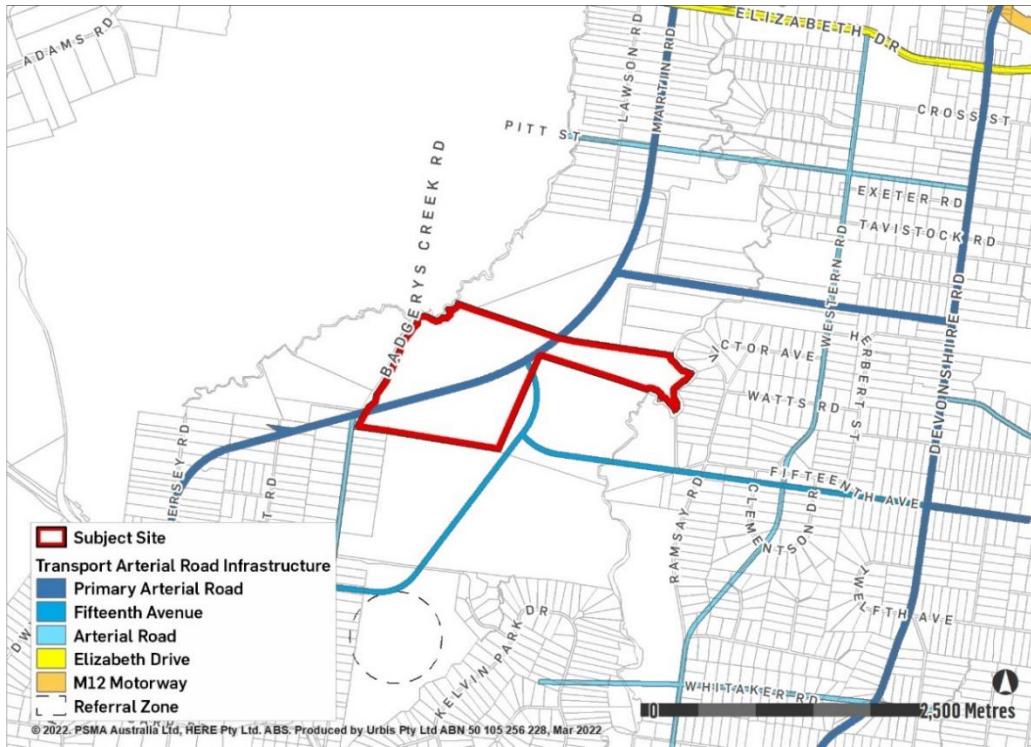 ADAMS RD
ELIZABETH DR
LAWSON RD
MARTIN RD
CROSS ST
PITT ST
EXETER RD
TAVISTOCK RD
BADGERYS CREEK RD
WESTERN RD
DEVONSHIRE RD
CTOR AVE
HERBERT ST
WATTS RD
FIFTEENTH AVE
RAMSAY RD
CLEMENTSON RD
TWELFTH AVE
KELVIN PARK DR
WHITAKER RD
Subject Site
Transport Arterial Road Infrastructure
Primary Arterial Road
Fifteenth Avenue
Arterial Road
Elizabeth Drive
M12 Motorway
Referral Zone
0 2,500 Metres
© 2022. PSMA Australia Ltd, HERE Pty Ltd. ABS. Produced by Urbis Pty Ltd ABN 50 105 256 228, Mar 2022